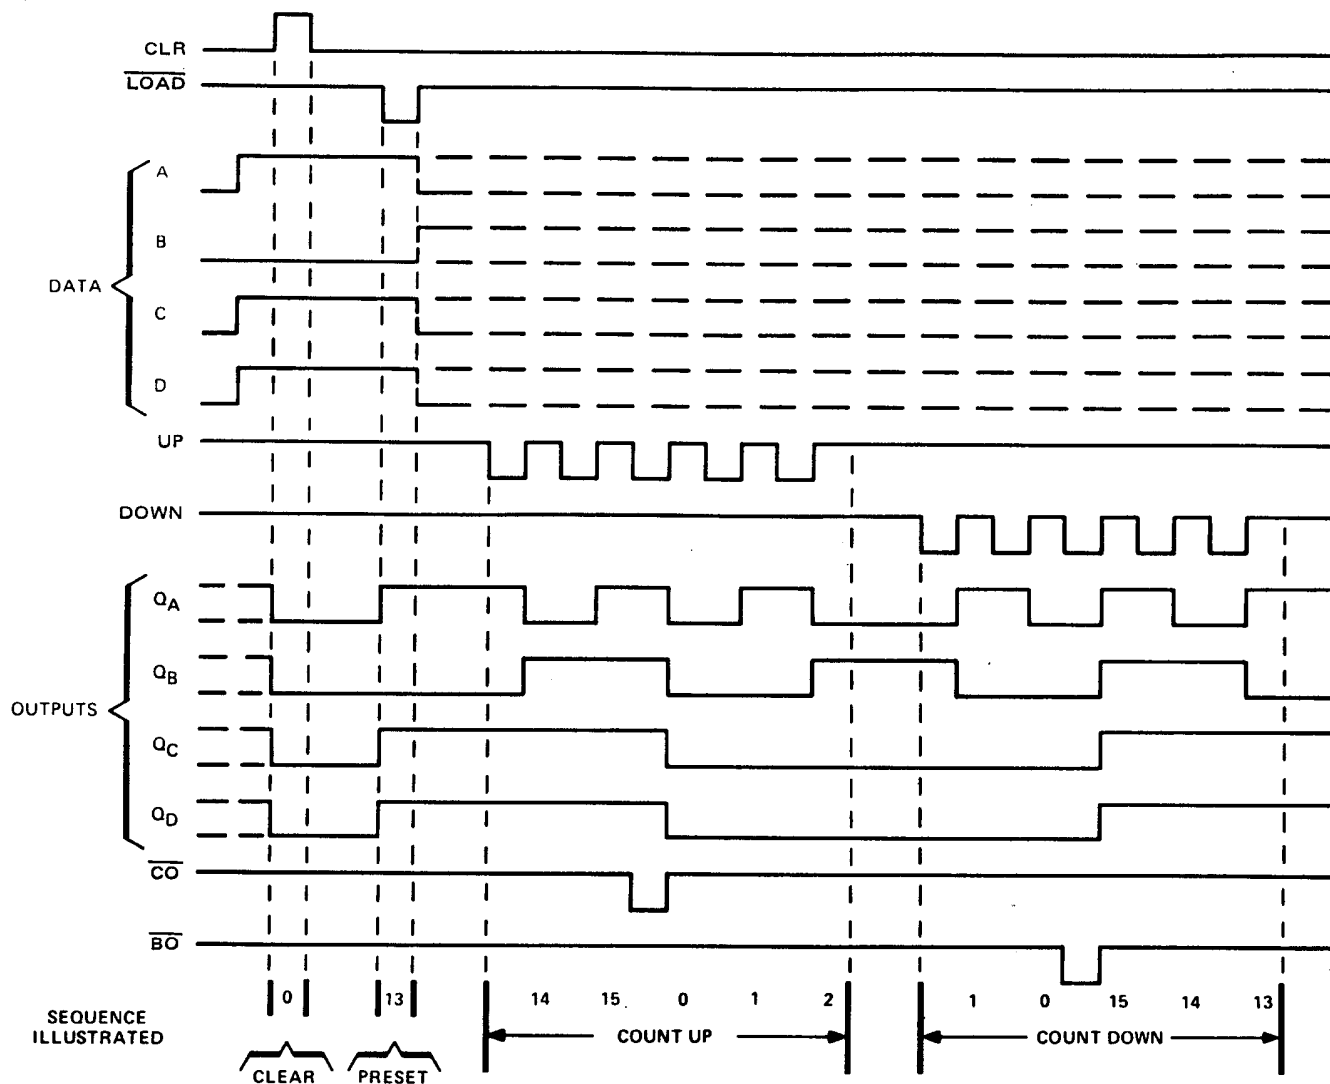 CLR
LOAD
A
B
DATA
C
D
UP
DOWN
QA
QB
OUTPUTS
QC
QD
CO
BO
0 13 14 15 0 1 2 1 0 15 14 13
SEQUENCE
ILLUSTRATED
COUNT UP COUNT DOWN
CLEAR PRESET